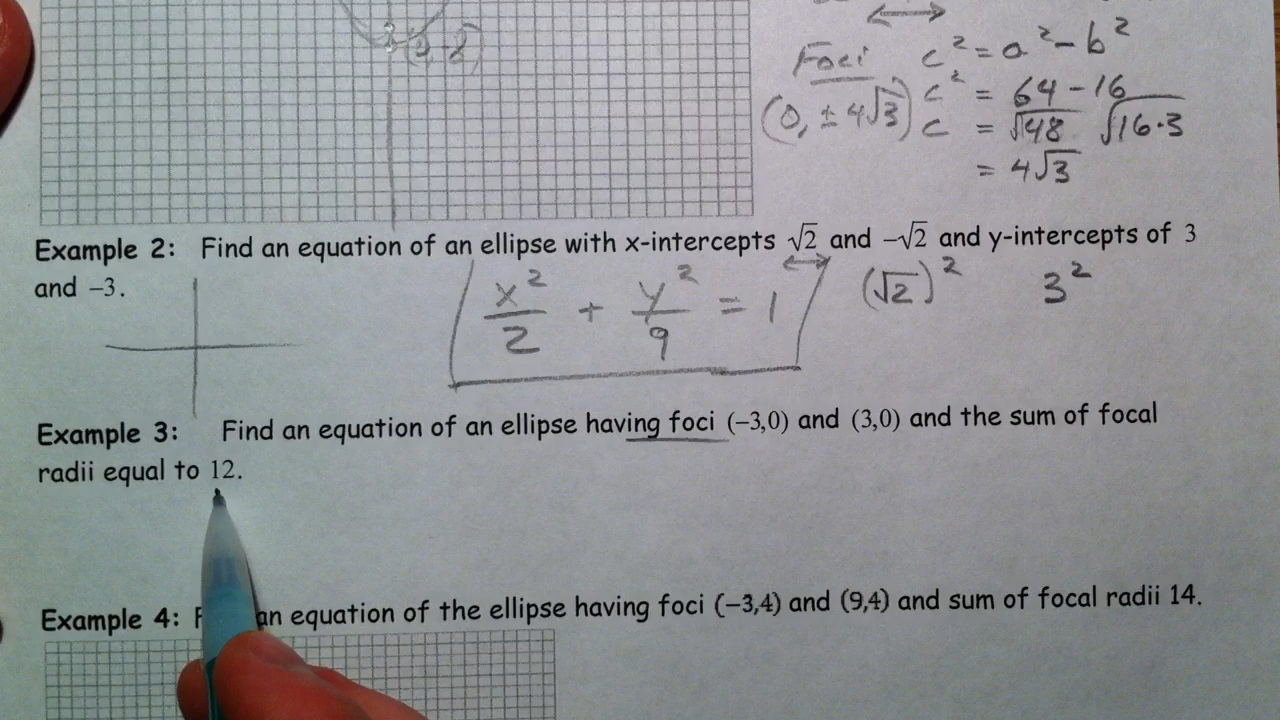 Foci c² = a² - b²
c² = 64 - 16
(0, ± 4√3) c = √48 √16·3
= 4√3
Example 2: Find an equation of an ellipse with x-intercepts √2 and −√2 and y-intercepts of 3
and −3.
x²/2 + y²/9 = 1 (√2)² 3²
Example 3: Find an equation of an ellipse having foci (−3,0) and (3,0) and the sum of focal
radii equal to 12.
Example 4: an equation of the ellipse having foci (−3,4) and (9,4) and sum of focal radii 14.